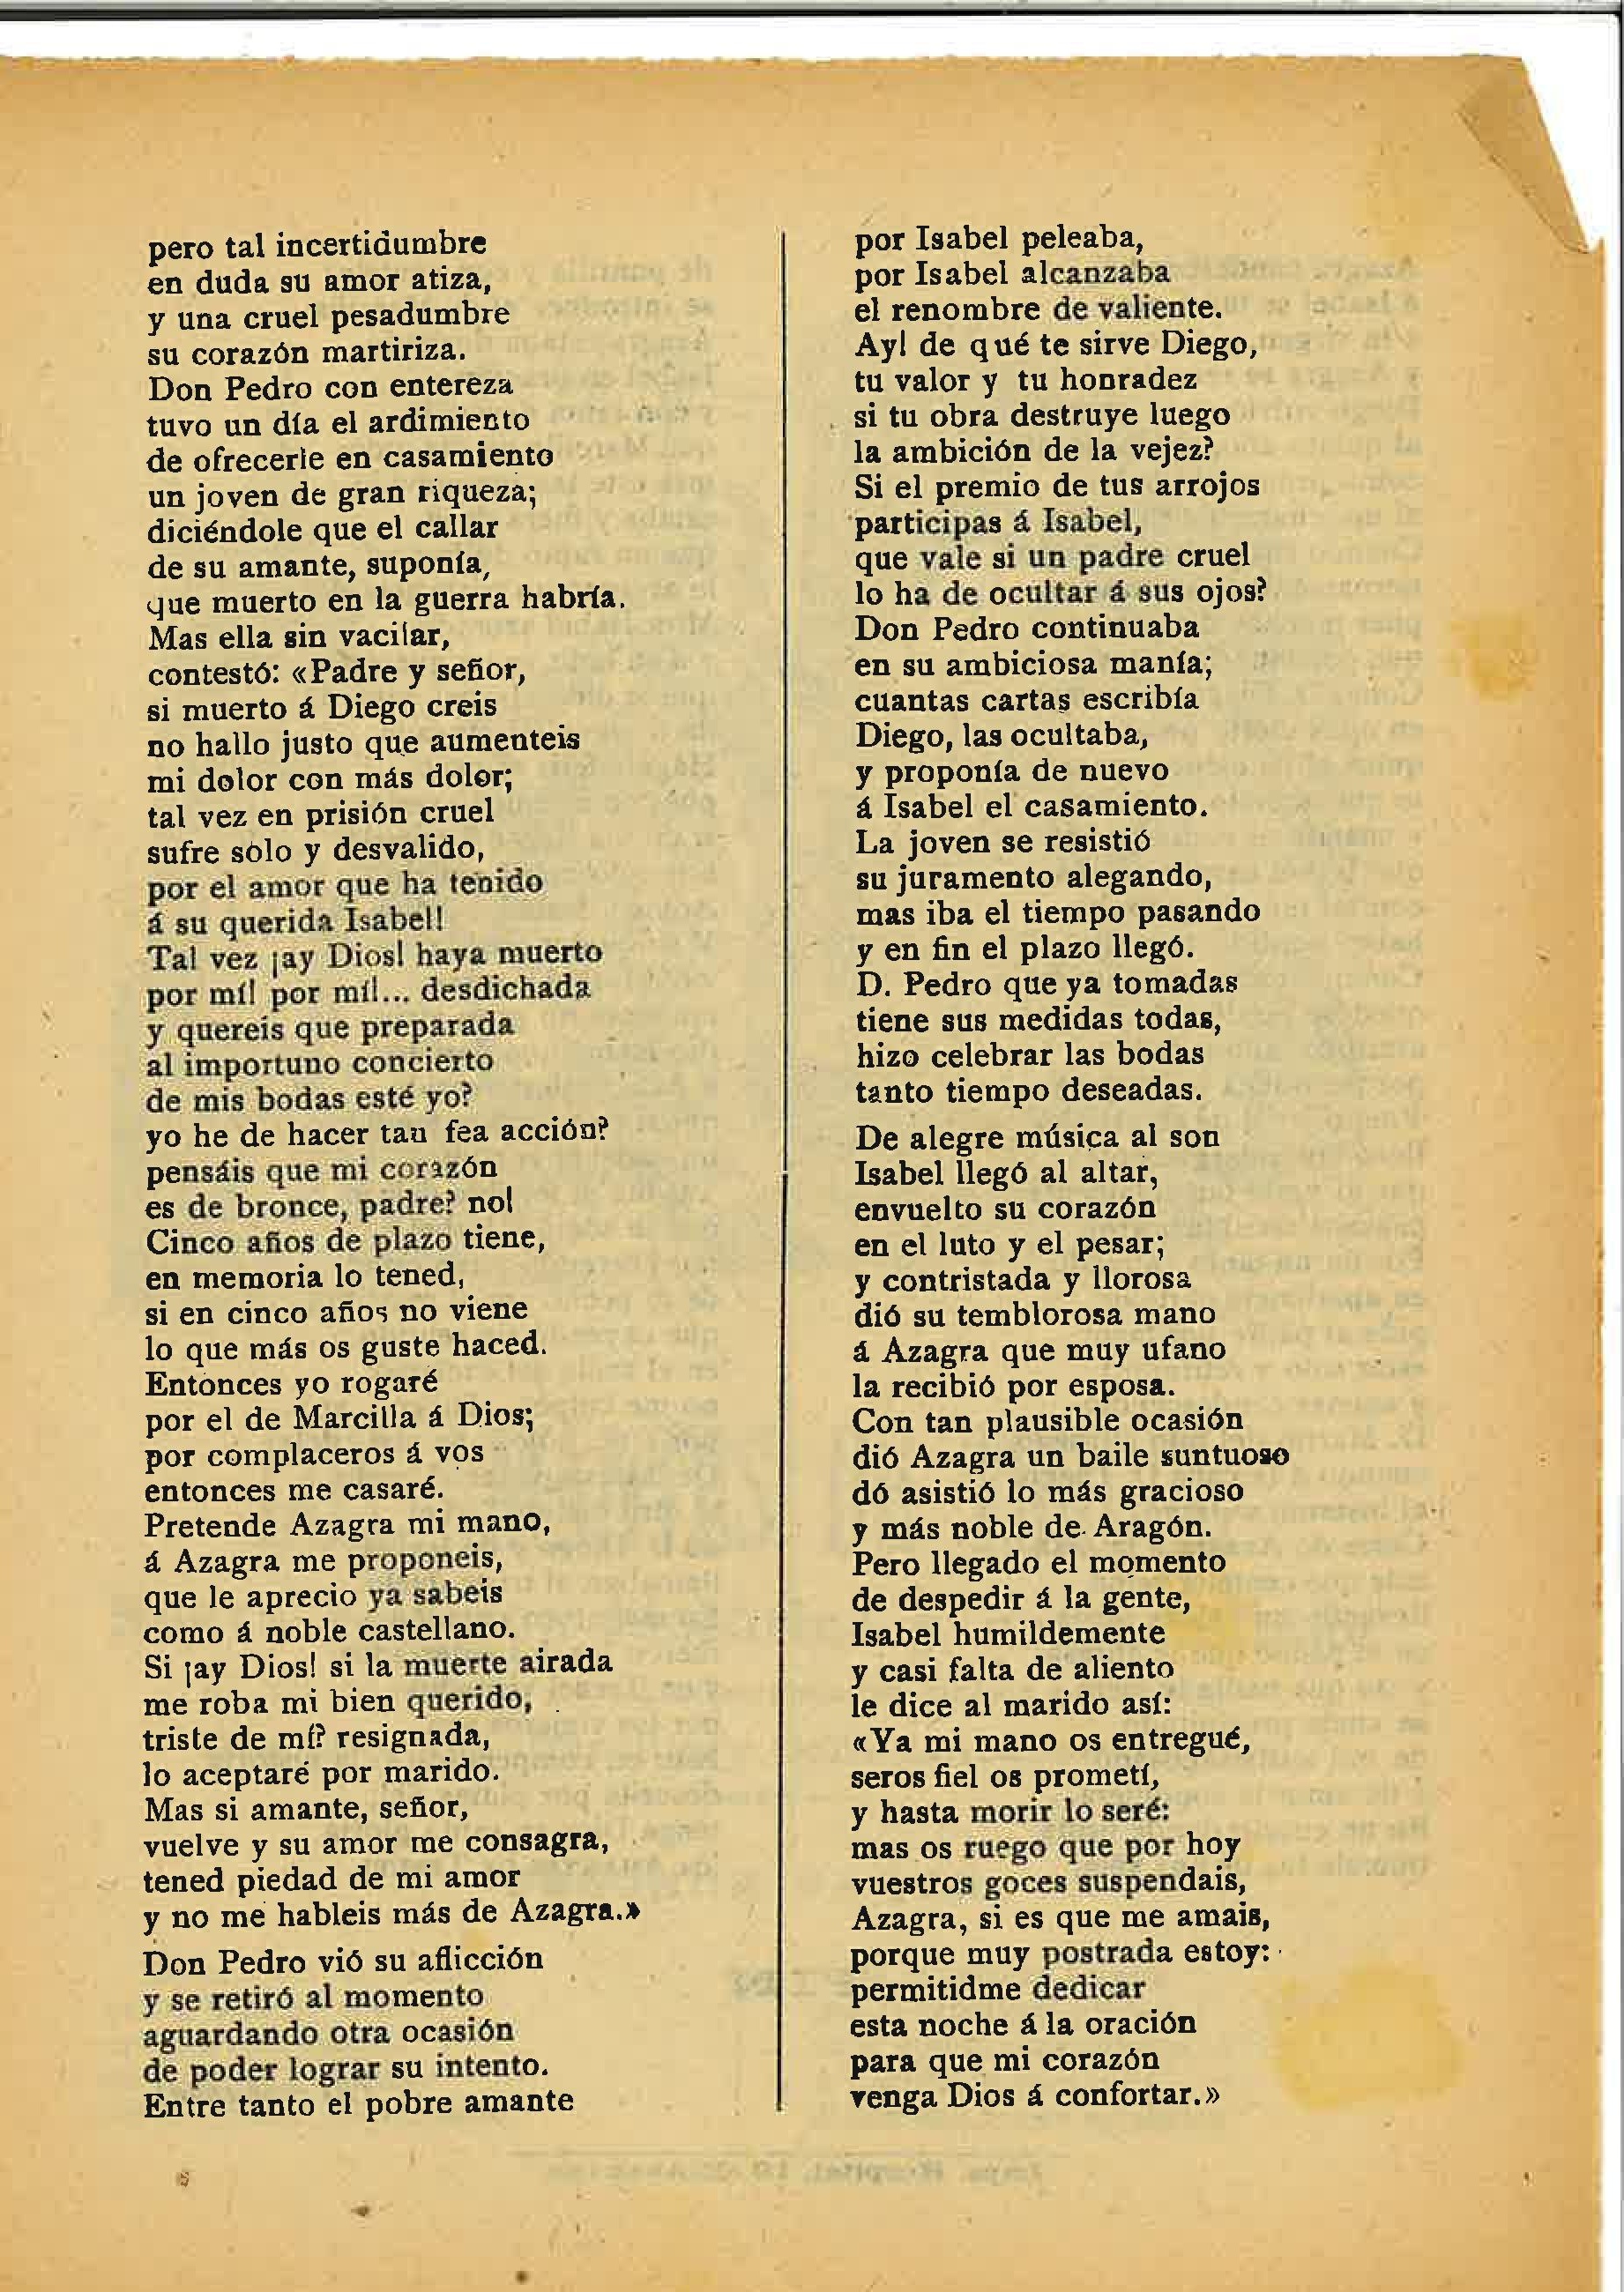 pero tal incertidumbre
en duda su amor atiza,
y una cruel pesadumbre
su corazón martiriza.
Don Pedro con entereza
tuvo un día el ardimiento
de ofrecerle en casamiento
un joven de gran riqueza;
diciéndole que el callar
de su amante, suponía,
que muerto en la guerra habría.
Mas ella sin vacilar,
contestó: «Padre y señor,
si muerto á Diego creis
no hallo justo que aumenteis
mi dolor con más dolor;
tal vez en prisión cruel
sufre solo y desvalido,
por el amor que ha tenido
á su querida Isabel!
Tal vez ¡ay Dios! haya muerto
por mí! por mí!... desdichada
y quereis que preparada
al importuno concierto
de mis bodas esté yo?
yo he de hacer tan fea acción?
pensáis que mi corazón
es de bronce, padre? no!
Cinco años de plazo tiene,
en memoria lo tened,
si en cinco años no viene
lo que más os guste haced.
Entonces yo rogaré
por el de Marcilla á Dios;
por complaceros á vos
entonces me casaré.
Pretende Azagra mi mano,
á Azagra me proponeis,
que le aprecio ya sabeis
como á noble castellano.
Si ¡ay Dios! si la muerte airada
me roba mi bien querido,
triste de mí? resignada,
lo aceptaré por marido.
Mas si amante, señor,
vuelve y su amor me consagra,
tened piedad de mi amor
y no me hableis más de Azagra.»
Don Pedro vió su aflicción
y se retiró al momento
aguardando otra ocasión
de poder lograr su intento.
Entre tanto el pobre amante
por Isabel peleaba,
por Isabel alcanzaba
el renombre de valiente.
Ay! de qué te sirve Diego,
tu valor y tu honradez
si tu obra destruye luego
la ambición de la vejez?
Si el premio de tus arrojos
participas á Isabel,
que vale si un padre cruel
lo ha de ocultar á sus ojos?
Don Pedro continuaba
en su ambiciosa manía;
cuantas cartas escribía
Diego, las ocultaba,
y proponía de nuevo
á Isabel el casamiento.
La joven se resistió
su juramento alegando,
mas iba el tiempo pasando
y en fin el plazo llegó.
D. Pedro que ya tomadas
tiene sus medidas todas,
hizo celebrar las bodas
tanto tiempo deseadas.
De alegre música al son
Isabel llegó al altar,
envuelto su corazón
en el luto y el pesar;
y contristada y llorosa
dió su temblorosa mano
á Azagra que muy ufano
la recibió por esposa.
Con tan plausible ocasión
dió Azagra un baile suntuoso
dó asistió lo más gracioso
y más noble de Aragón.
Pero llegado el momento
de despedir á la gente,
Isabel humildemente
y casi falta de aliento
le dice al marido así:
«Ya mi mano os entregué,
seros fiel os prometí,
y hasta morir lo seré:
mas os ruego que por hoy
vuestros goces suspendais,
Azagra, si es que me amais,
porque muy postrada estoy:
permitidme dedicar
esta noche á la oración
para que mi corazón
venga Dios á confortar.»